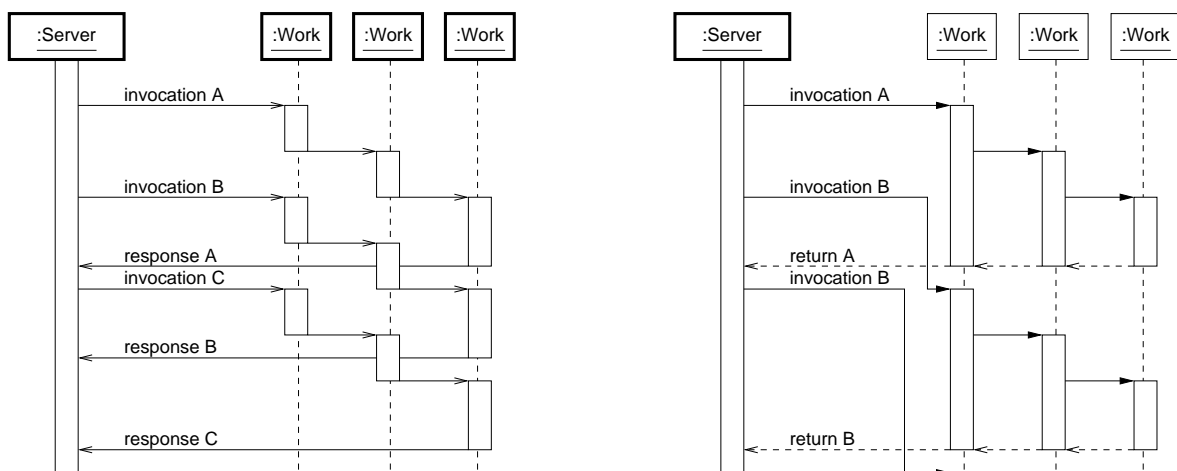 :Server :Work :Work :Work
invocation A
invocation B
response A
invocation C
response B
response C
:Server :Work :Work :Work
invocation A
invocation B
return A
invocation B
return B